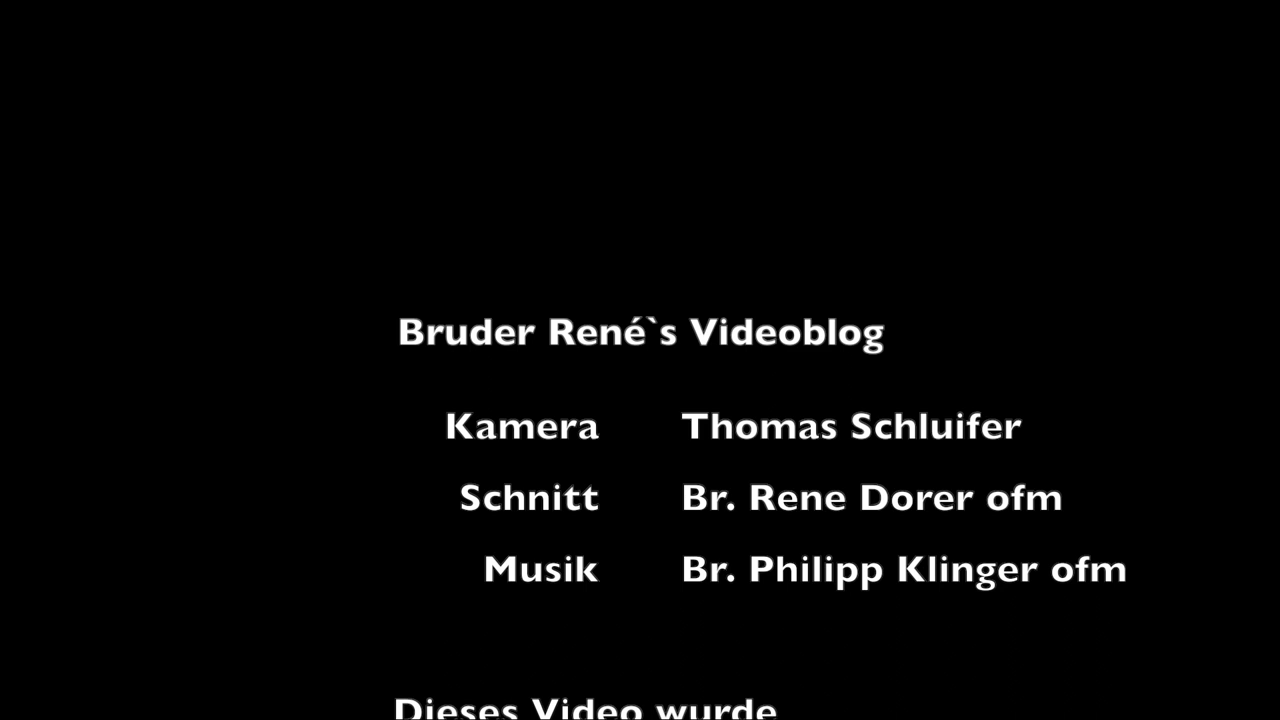 Bruder René`s Videoblog
Kamera Thomas Schluifer
Schnitt Br. Rene Dorer ofm
Musik Br. Philipp Klinger ofm
Dieses Video wurde